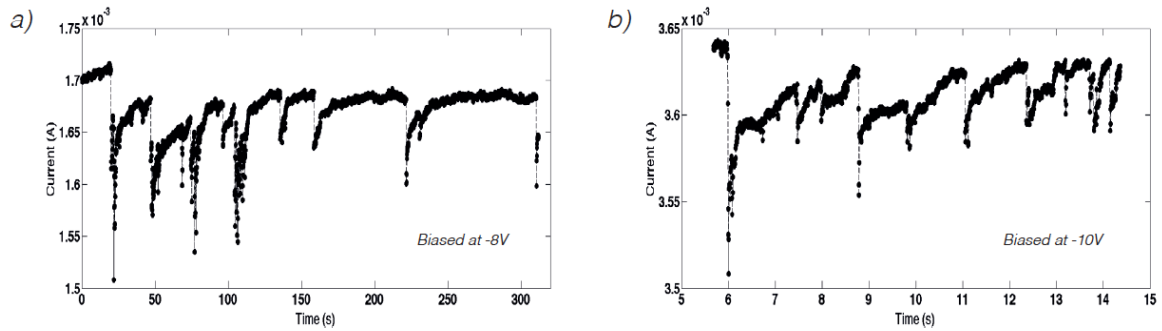 a)
1.75 x 10⁻³
1.7
1.65
1.6
1.55
1.5
Current (A)
0 50 100 150 200 250 300
Time (s)
Biased at -8V
b)
3.65 x 10⁻³
3.6
3.55
3.5
Current (A)
5 6 7 8 9 10 11 12 13 14 15
Time (s)
Biased at -10V